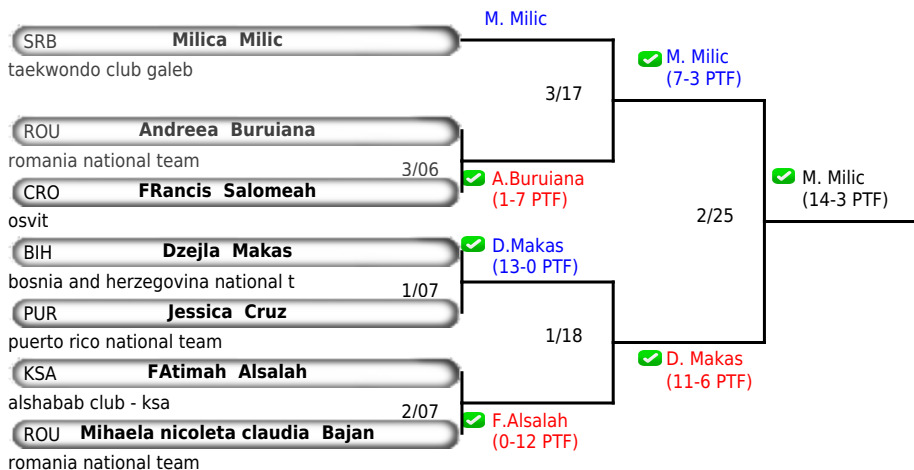 M. Milic
SRB Milica Milic
taekwondo club galeb
M. Milic
(7-3 PTF)
3/17
ROU Andreea Buruiana
romania national team
3/06
CRO FRancis Salomeah
osvit
A.Buruiana
(1-7 PTF)
M. Milic
(14-3 PTF)
2/25
BIH Dzejla Makas
bosnia and herzegovina national t
D.Makas
(13-0 PTF)
1/07
PUR Jessica Cruz
puerto rico national team
1/18
KSA FAtimah Alsalah
alshabab club - ksa
D. Makas
(11-6 PTF)
2/07
ROU Mihaela nicoleta claudia Bajan
romania national team
F.Alsalah
(0-12 PTF)